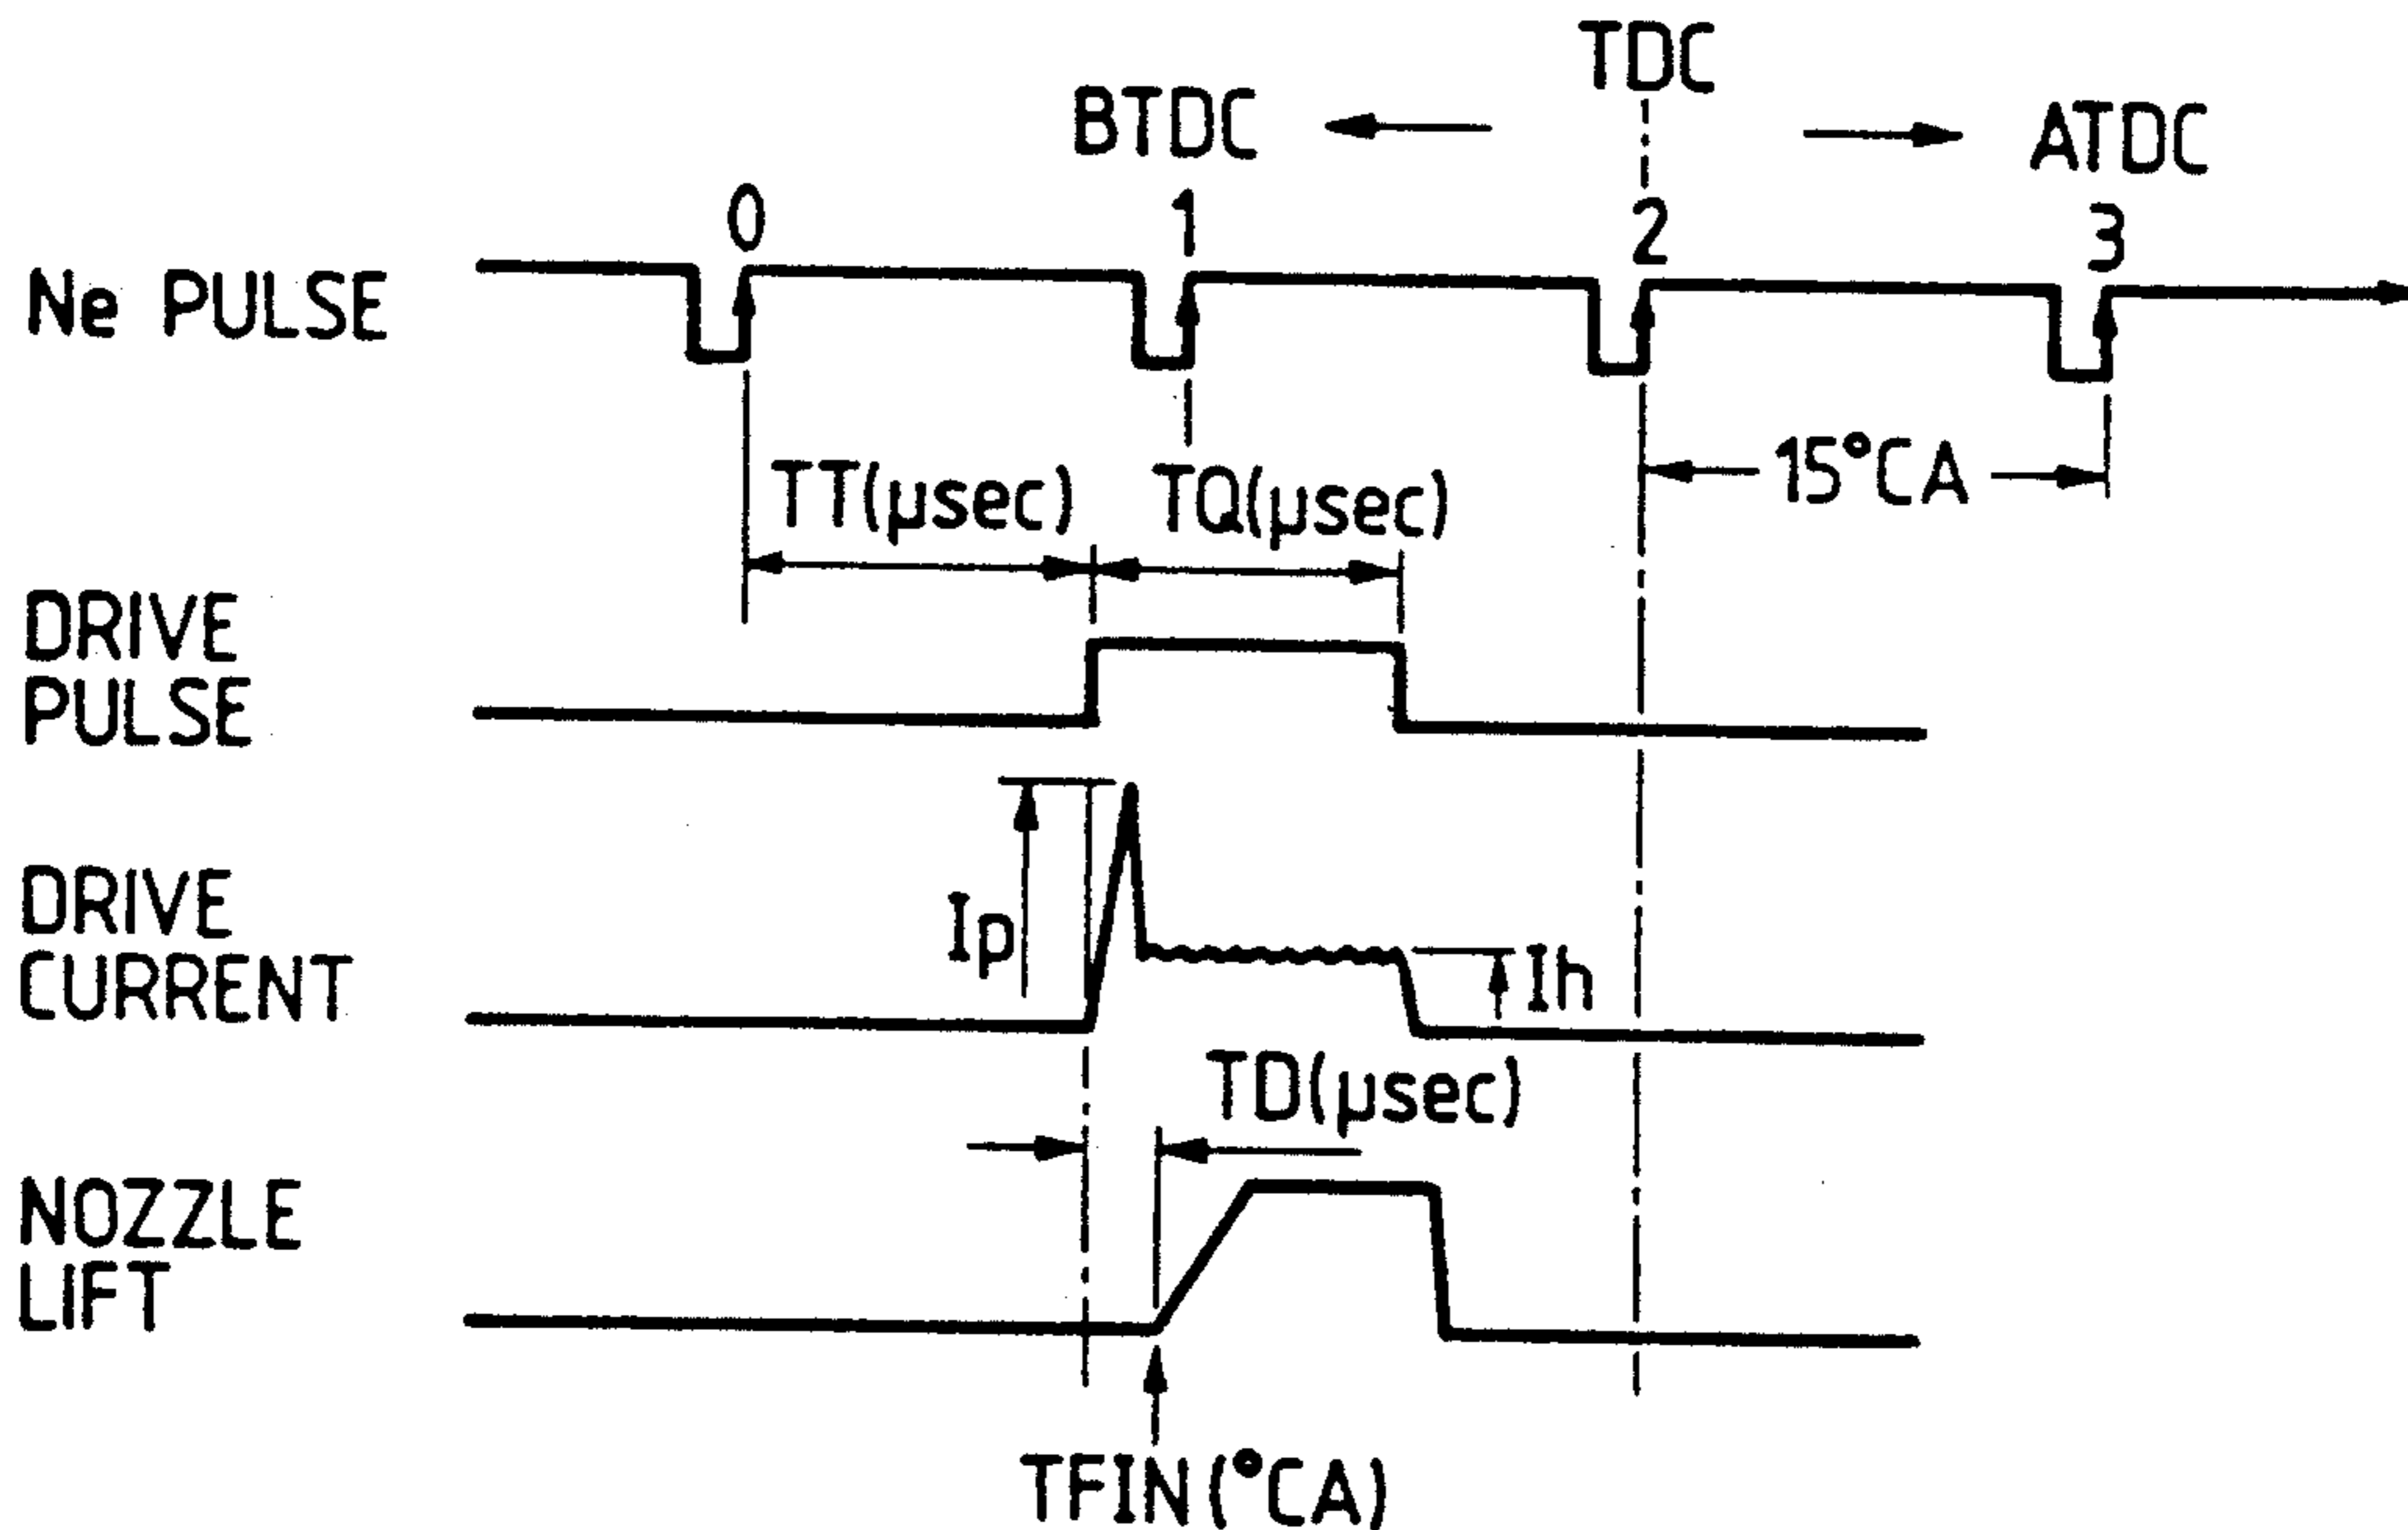 TDC
BTDC
ATDC
0
1
2
3
Ne PULSE
15°CA
TT(µsec)
TQ(µsec)
DRIVE
PULSE
Ip
DRIVE
CURRENT
Ih
TD(µsec)
NOZZLE
LIFT
TFIN(°CA)